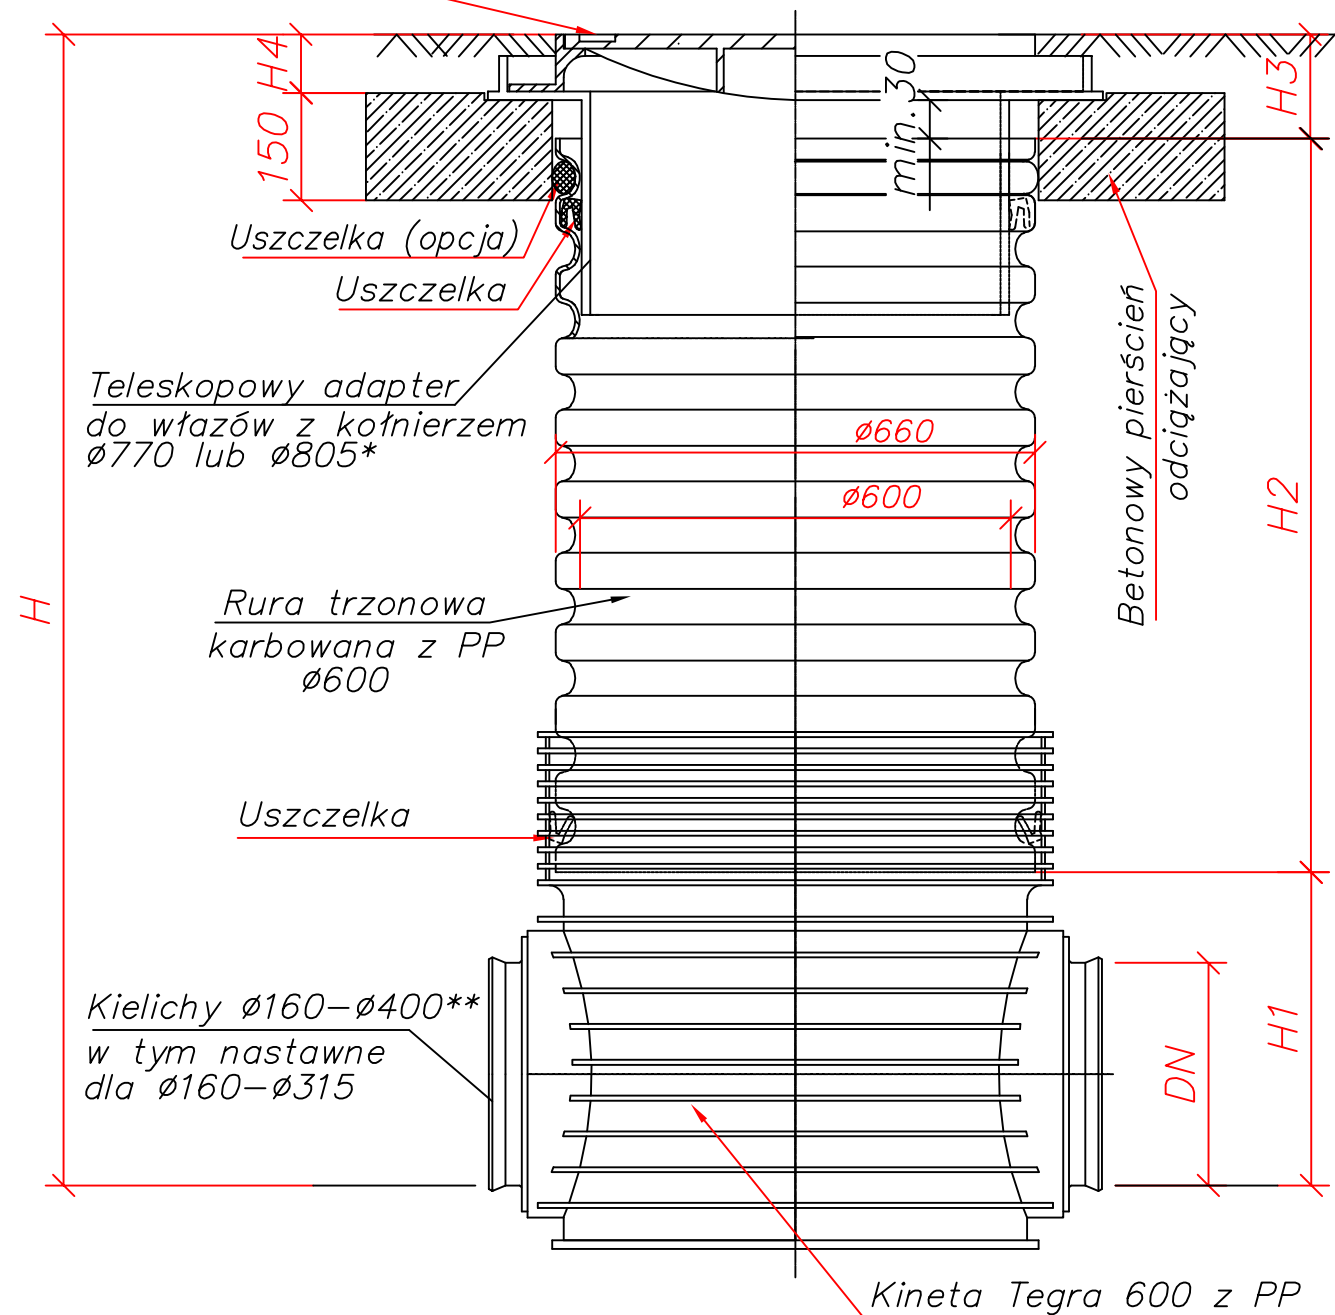 H4
H3
min.30
150
Uszczelka (opcja)
Uszczelka
Teleskopowy adapter
do włazów z kołnierzem
ø770 lub ø805*
Betonowy pierścień
odciążający
ø660
ø600
H2
H
Rura trzonowa
karbowana z PP
ø600
Uszczelka
Kielichy ø160-ø400**
w tym nastawne
dla ø160-ø315
DN
H1
Kineta Tegra 600 z PP